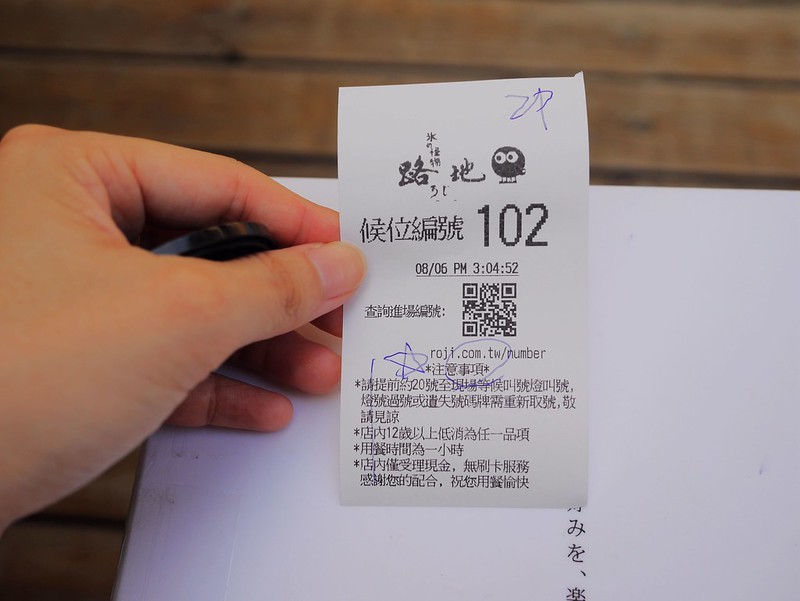 2P
氷の怪物
路地
ろじ
候位編號 102
08/06 PM 3:04:52
查詢進場編號:
roji.com.tw/number
*注意事項*
*請提前約20號至現場等候叫號燈叫號,
燈號過號或遺失號碼牌需重新取號,敬
請見諒
*店內12歲以上低消為任一品項
*用餐時間為一小時
*店內僅受理現金, 無刷卡服務
感謝您的配合, 祝您用餐愉快
みを、楽